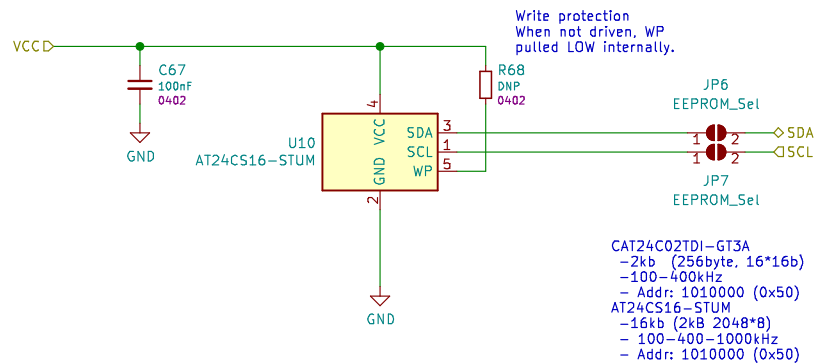 Write protection
When not driven, WP
pulled LOW internally.
VCC
C67
100nF
0402
GND
R68
DNP
0402
JP6
EEPROM_Sel
U10
AT24CS16-STUM
4
VCC
GND
2
SDA 3
SCL 1
WP 5
1 2
SDA
1 2
SCL
JP7
EEPROM_Sel
GND
CAT24C02TDI-GT3A
-2kb (256byte, 16*16b)
-100-400kHz
- Addr: 1010000 (0x50)
AT24CS16-STUM
-16kb (2kB 2048*8)
- 100-400-1000kHz
- Addr: 1010000 (0x50)